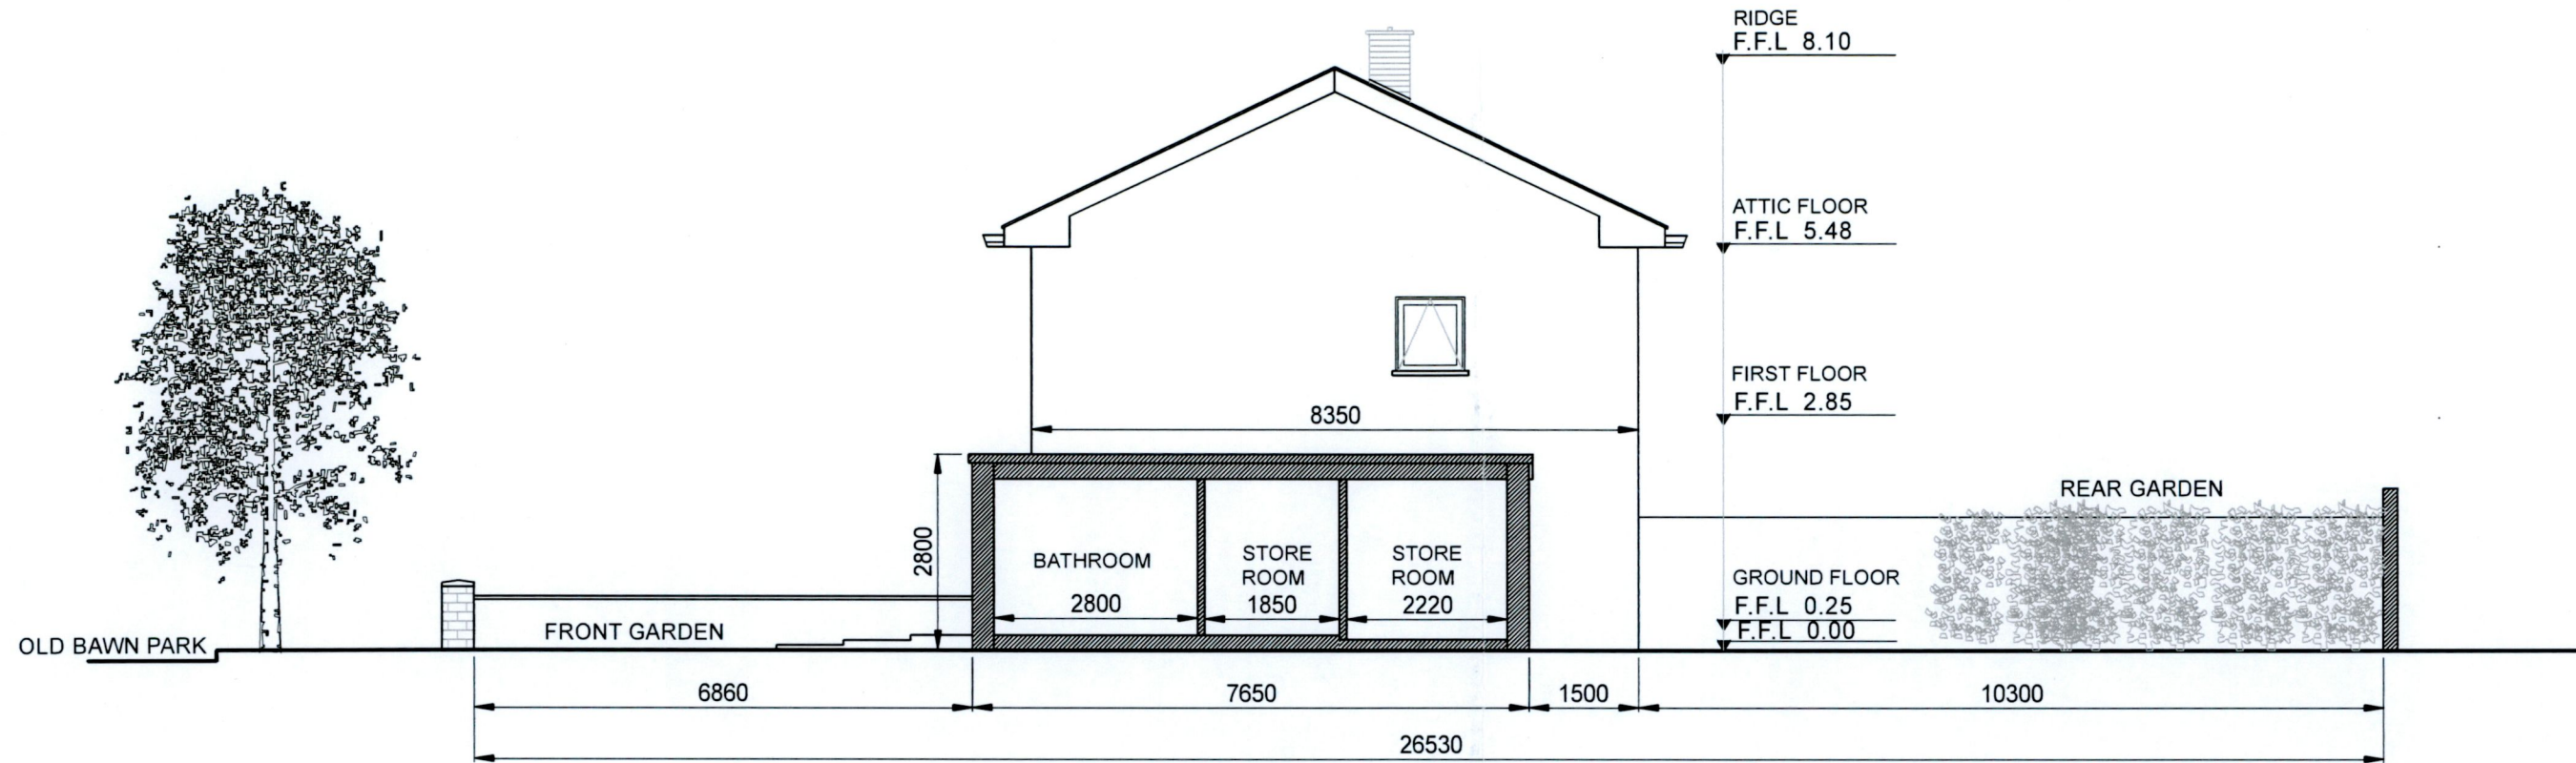 RIDGE
F.F.L 8.10
ATTIC FLOOR
F.F.L 5.48
FIRST FLOOR
F.F.L 2.85
8350
REAR GARDEN
2800
BATHROOM
2800
STORE
ROOM
1850
STORE
ROOM
2220
GROUND FLOOR
F.F.L 0.25
F.F.L 0.00
OLD BAWN PARK
FRONT GARDEN
6860
7650
1500
10300
26530